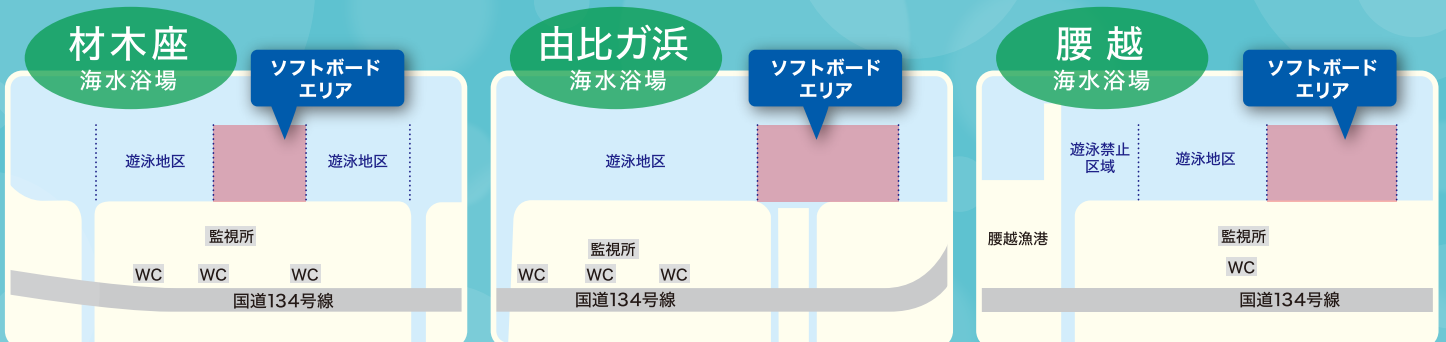 材木座
海水浴場
ソフトボード
エリア
遊泳地区
遊泳地区
監視所
WC
WC
WC
国道134号線
由比ガ浜
海水浴場
ソフトボード
エリア
遊泳地区
監視所
WC
WC
WC
国道134号線
腰越
海水浴場
ソフトボード
エリア
遊泳禁止
区域
遊泳地区
腰越漁港
監視所
WC
国道134号線